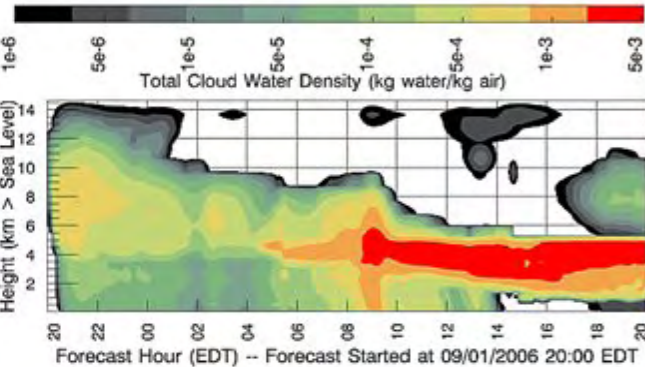 1e-6 5e-6 1e-5 5e-5 1e-4 5e-4 1e-3 5e-3
Total Cloud Water Density (kg water/kg air)
Height (km > Sea Level)
14
12
10
8
6
4
2
20 22 00 02 04 06 08 10 12 14 16 18 20
Forecast Hour (EDT) -- Forecast Started at 09/01/2006 20:00 EDT